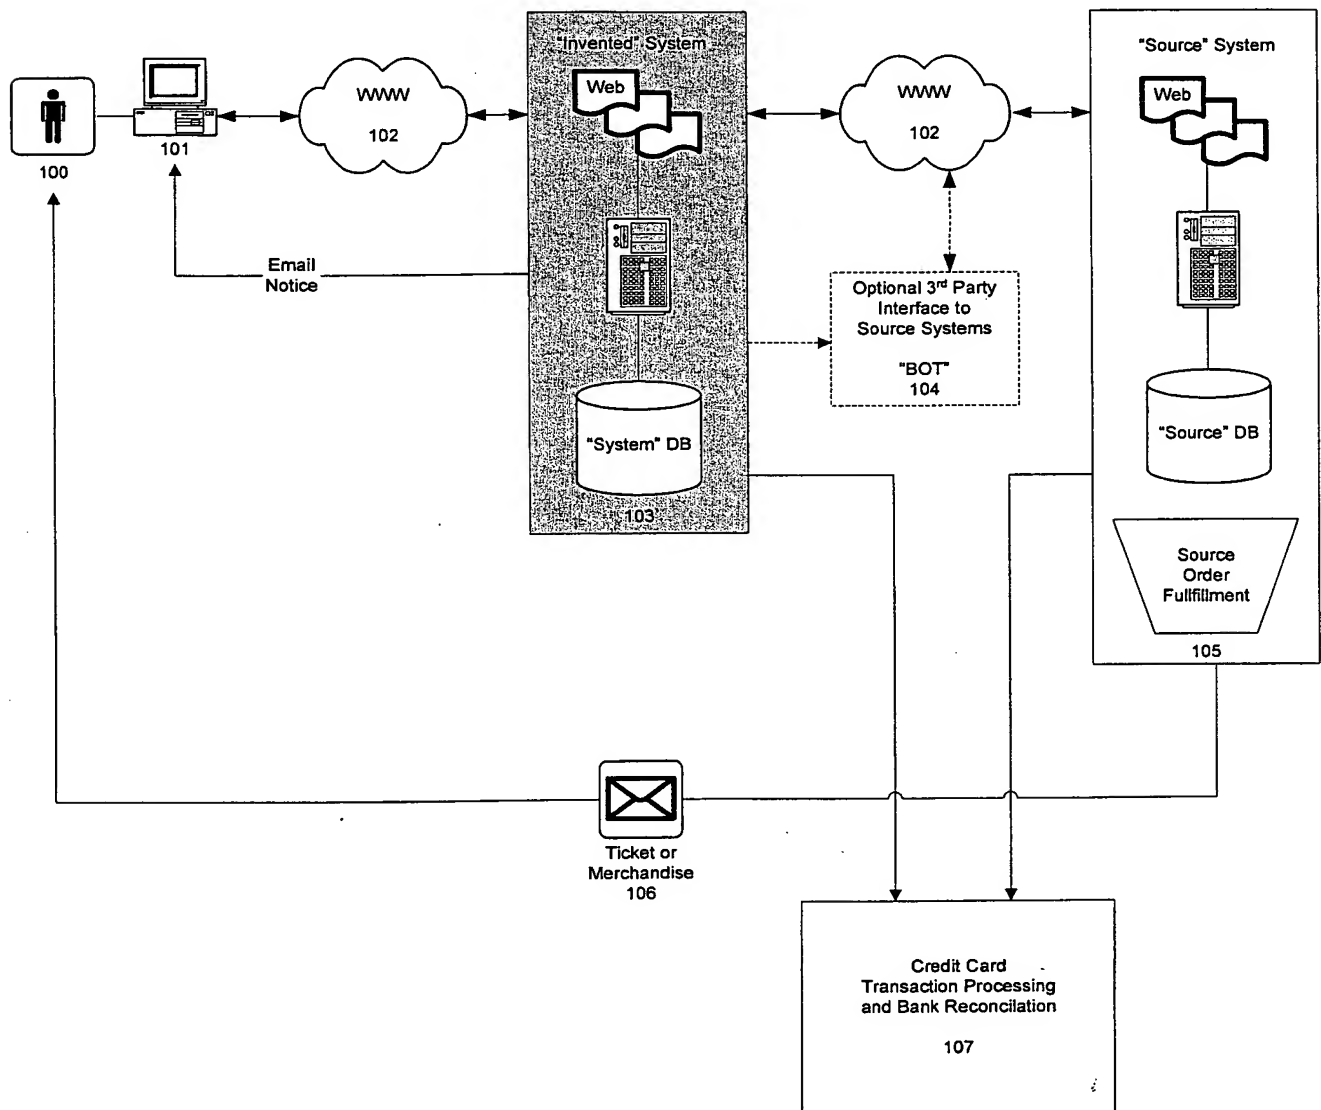 "Invented" System
"Source" System
Web
WWW
102
WWW
102
Web
101
100
Email
Notice
Optional 3rd Party
Interface to
Source Systems
"BOT"
104
"System" DB
103
"Source" DB
Source
Order
Fullfillment
105
Ticket or
Merchandise
106
Credit Card
Transaction Processing
and Bank Reconcilation
107